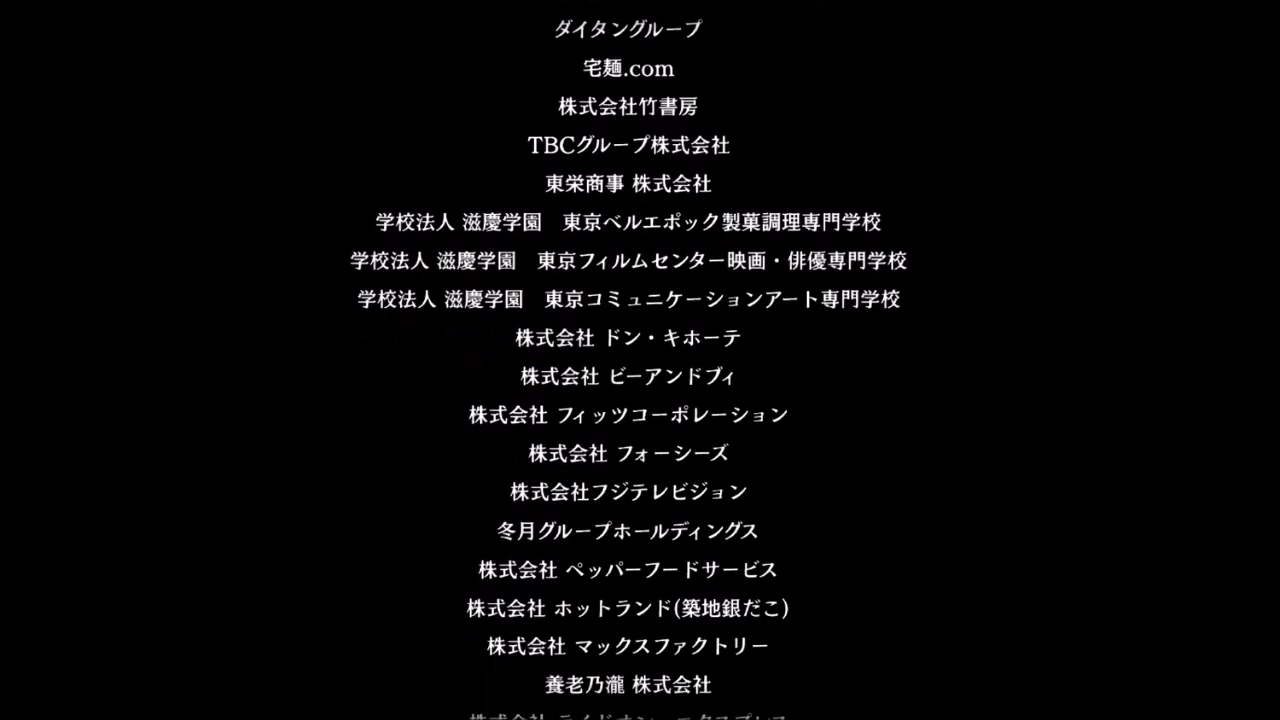 ダイタングループ
宅麺.com
株式会社竹書房
TBCグループ株式会社
東栄商事 株式会社
学校法人 滋慶学園　東京ベルエポック製菓調理専門学校
学校法人 滋慶学園　東京フィルムセンター映画・俳優専門学校
学校法人 滋慶学園　東京コミュニケーションアート専門学校
株式会社 ドン・キホーテ
株式会社 ビーアンドブィ
株式会社 フィッツコーポレーション
株式会社 フォーシーズ
株式会社フジテレビジョン
冬月グループホールディングス
株式会社 ペッパーフードサービス
株式会社 ホットランド(築地銀だこ)
株式会社 マックスファクトリー
養老乃瀧 株式会社